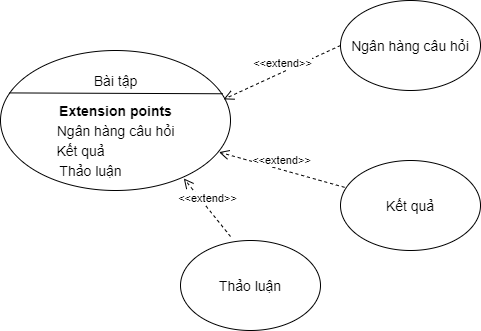 Ngân hàng câu hỏi
<<extend>>
Bài tập
Extension points
Ngân hàng câu hỏi
Kết quả
Thảo luận
<<extend>>
<<extend>>
Kết quả
Thảo luận